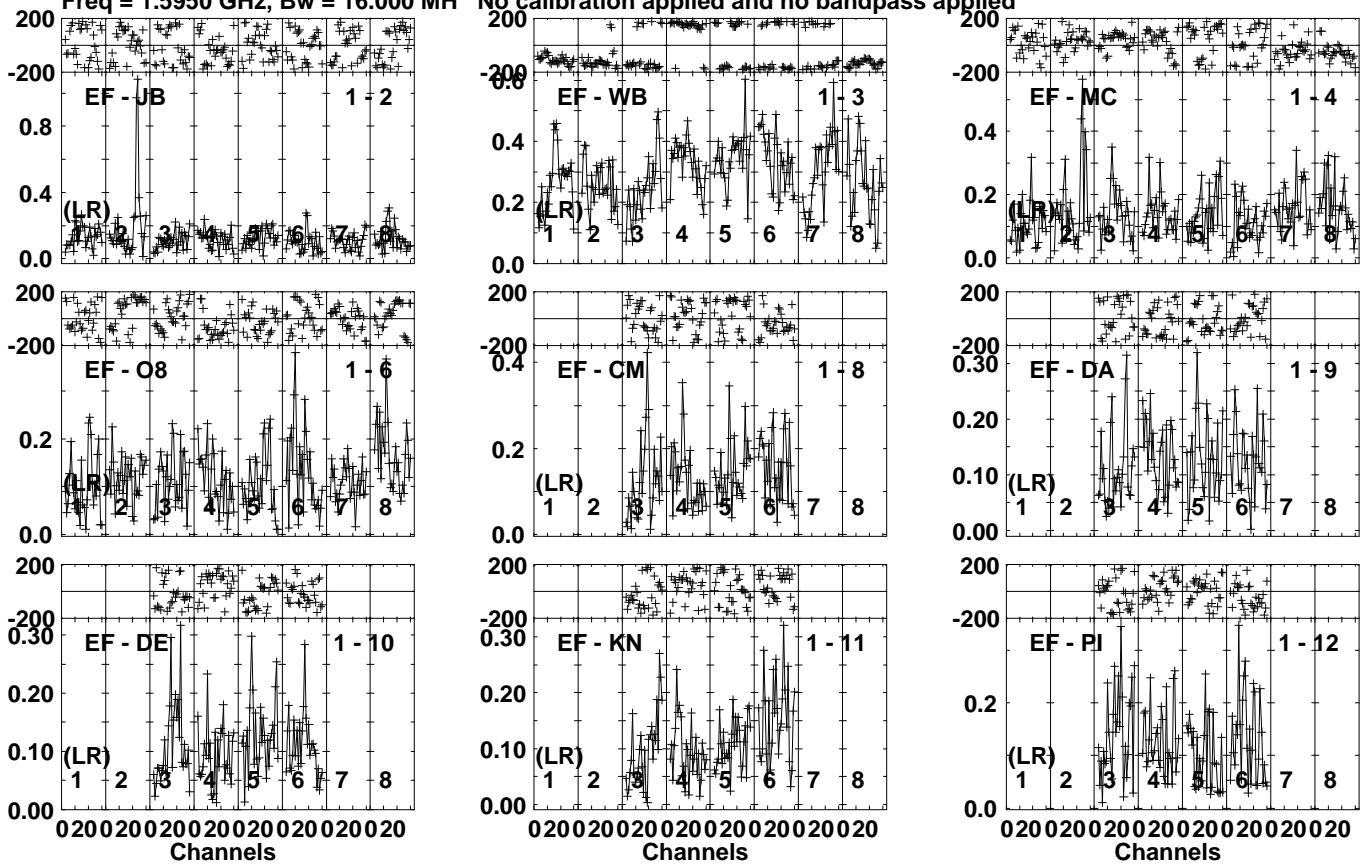 Freq = 1.5950 GHz, Bw = 16.000 MH No calibration applied and no bandpass applied
200 200 200
-200 -200 -200
0.6
EF - JB 1 - 2 EF - WB 1 - 3 EF - MC 1 - 4
0.8 0.4 0.4
0.4 0.2 0.2
(LR) (LR) (LR)
1 2 3 4 5 6 7 8 1 2 3 4 5 6 7 8 1 2 3 4 5 6 7 8
0.0 0.0 0.0
200 200 200
-200 -200 -200
EF - O8 1 - 6 EF - CM 1 - 8 EF - DA 1 - 9
0.4 0.30
0.2 0.2 0.20
0.10
(LR) (LR) (LR)
1 2 3 4 5 6 7 8 1 2 3 4 5 6 7 8 1 2 3 4 5 6 7 8
0.0 0.0 0.00
200 200 200
-200 -200 -200
EF - DE 1 - 10 EF - KN 1 - 11 EF - PI 1 - 12
0.30 0.30
0.20 0.20 0.2
0.10 0.10
(LR) (LR) (LR)
1 2 3 4 5 6 7 8 1 2 3 4 5 6 7 8 1 2 3 4 5 6 7 8
0.00 0.00 0.0
0 20 0 20 0 20 0 20 0 20 0 20 0 20 0 20 0 20 0 20 0 20 0 20 0 20 0 20 0 20 0 20 0 20 0 20 0 20 0 20 0 20 0 20 0 20 0 20
Channels Channels Channels